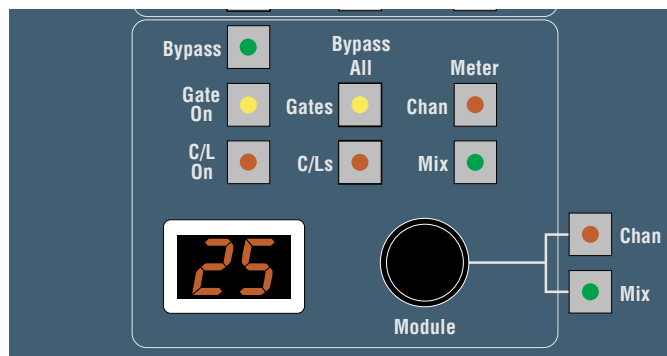 Bypass
Bypass
All
Meter
Gate
On
Gates
Chan
C/L
On
C/Ls
Mix
25
Chan
Mix
Module